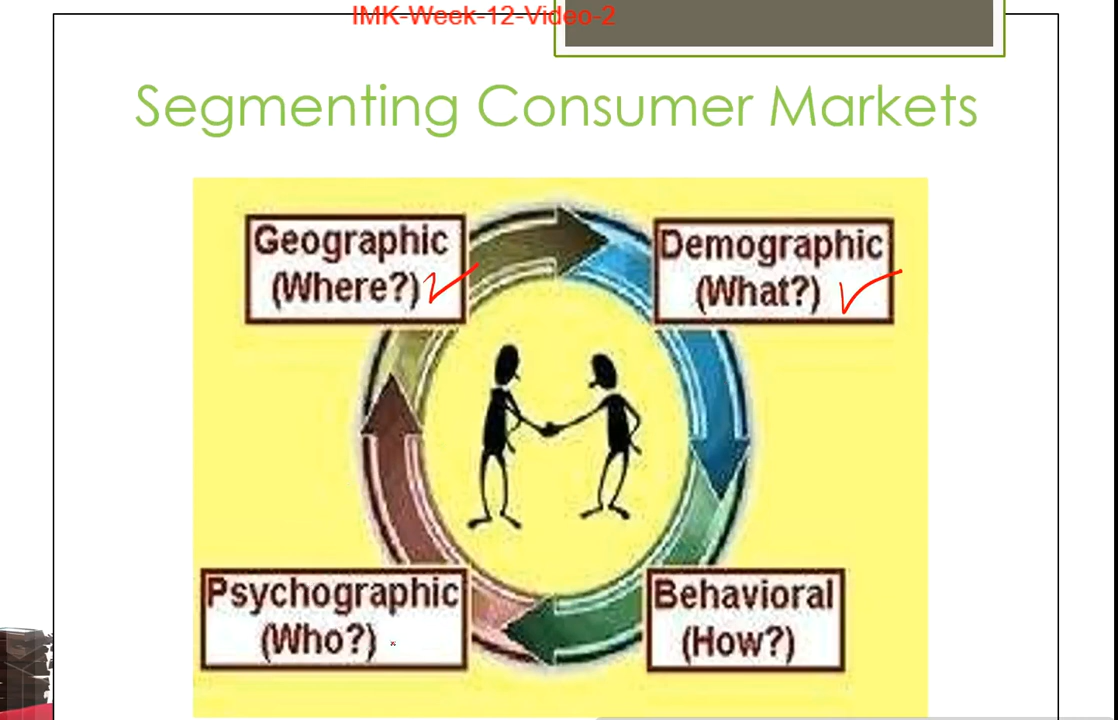 IMK-Week-12-Video-2
Segmenting Consumer Markets
Geographic
(Where?)
Demographic
(What?)
Psychographic
(Who?)
Behavioral
(How?)